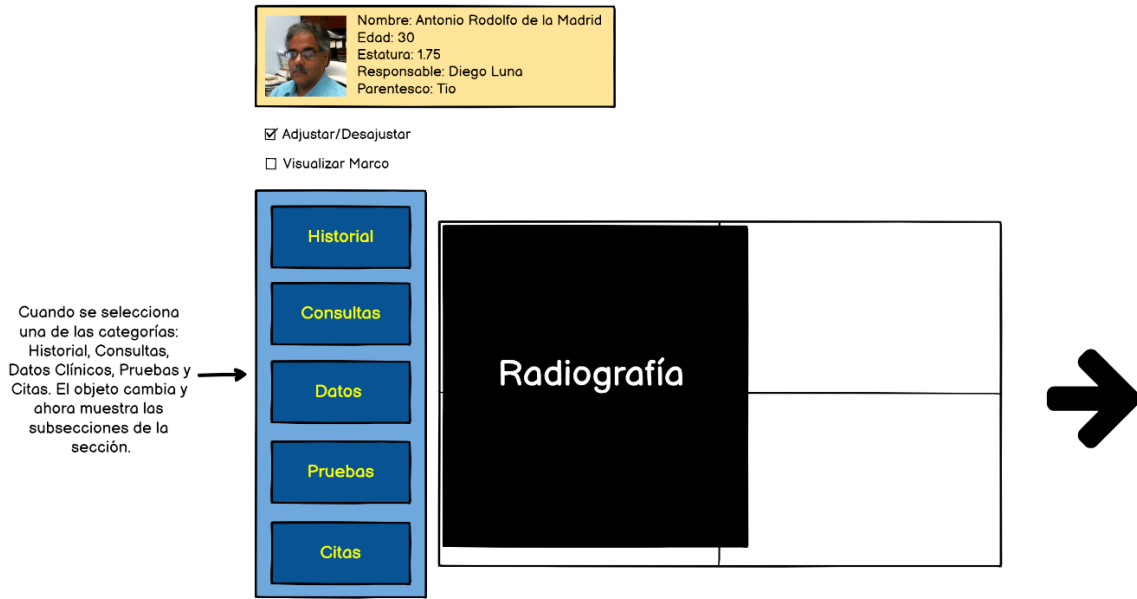 Nombre: Antonio Rodolfo de la Madrid
Edad: 30
Estatura: 1.75
Responsable: Diego Luna
Parentesco: Tio
Adjustar/Desajustar
Visualizar Marco
Historial
Consultas
Datos
Pruebas
Citas
Cuando se selecciona
una de las categorías:
Historial, Consultas,
Datos Clínicos, Pruebas y
Citas. El objeto cambia y
ahora muestra las
subsecciones de la
sección.
Radiografía